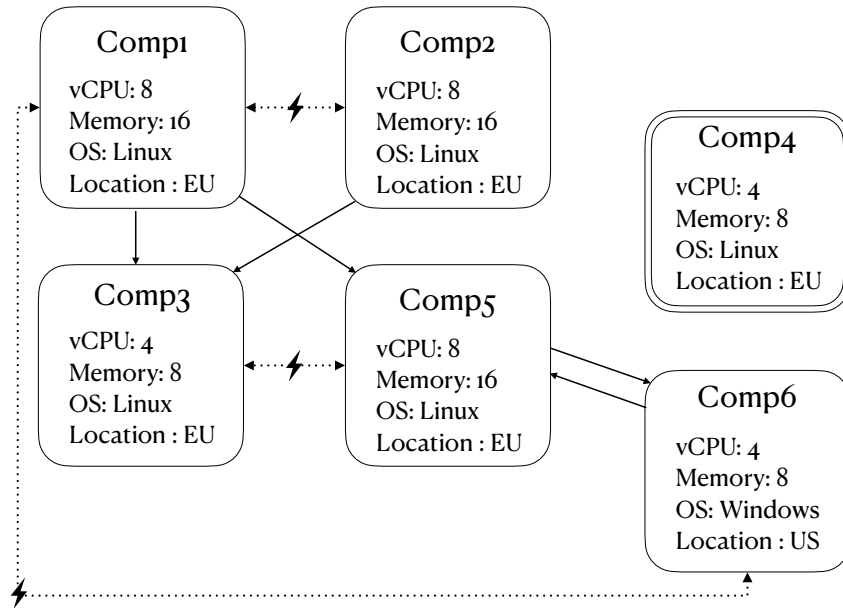 Comp1
vCPU: 8
Memory: 16
OS: Linux
Location : EU
Comp2
vCPU: 8
Memory: 16
OS: Linux
Location : EU
Comp4
vCPU: 4
Memory: 8
OS: Linux
Location : EU
Comp3
vCPU: 4
Memory: 8
OS: Linux
Location : EU
Comp5
vCPU: 8
Memory: 16
OS: Linux
Location : EU
Comp6
vCPU: 4
Memory: 8
OS: Windows
Location : US